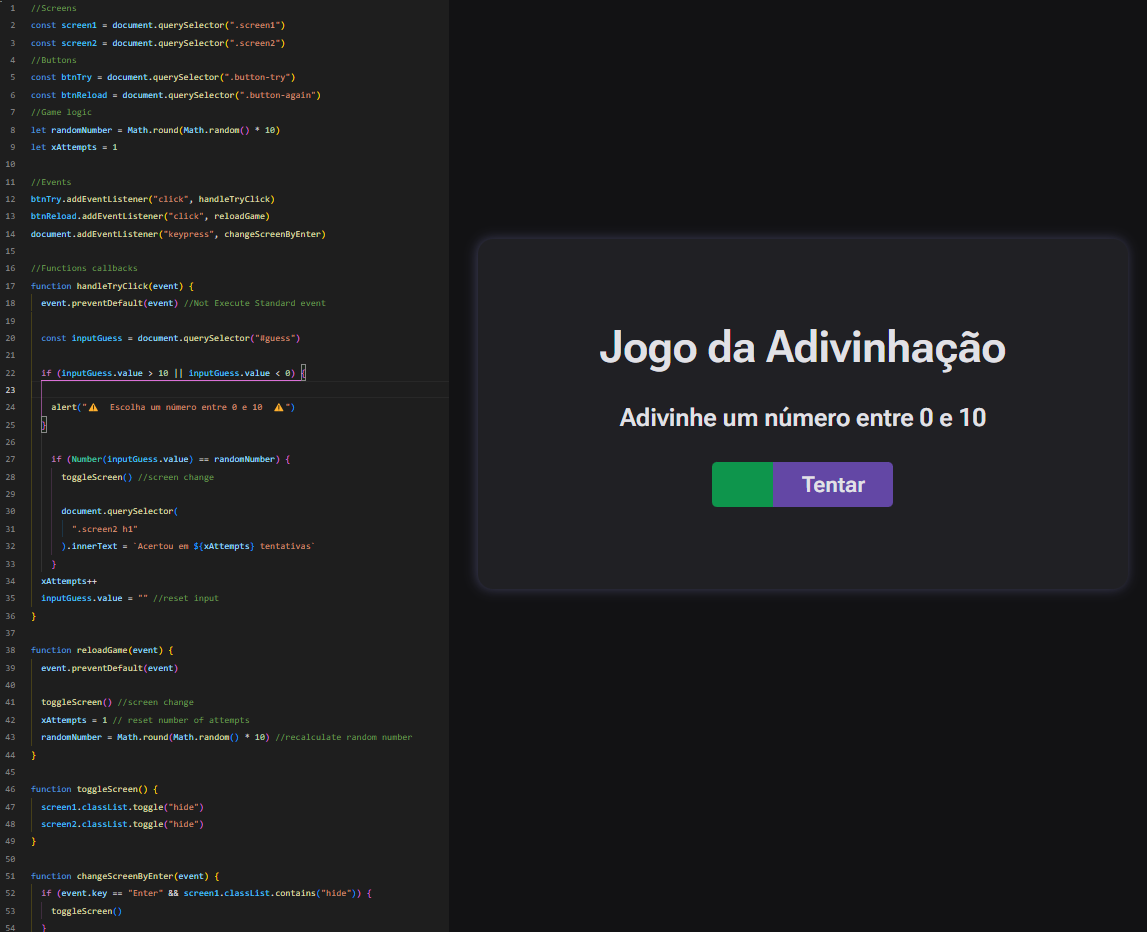 1 //Screens
2 const screen1 = document.querySelector(".screen1")
3 const screen2 = document.querySelector(".screen2")
4 //Buttons
5 const btnTry = document.querySelector(".button-try")
6 const btnReload = document.querySelector(".button-again")
7 //Game logic
8 let randomNumber = Math.round(Math.random() * 10)
9 let xAttempts = 1
10
11 //Events
12 btnTry.addEventListener("click", handleTryClick)
13 btnReload.addEventListener("click", reloadGame)
14 document.addEventListener("keypress", changeScreenByEnter)
15
16 //Functions callbacks
17 function handleTryClick(event) {
18 event.preventDefault(event) //Not Execute Standard event
19
20 const inputGuess = document.querySelector("#guess")
21
22 if (inputGuess.value > 10 || inputGuess.value < 0) {
23
24 alert("⚠️ Escolha um número entre 0 e 10 ⚠️")
25 }
26
27 if (Number(inputGuess.value) == randomNumber) {
28 toggleScreen() //screen change
29
30 document.querySelector(
31 ".screen2 h1"
32 ).innerText = `Acertou em ${xAttempts} tentativas`
33 }
34 xAttempts++
35 inputGuess.value = "" //reset input
36 }
37
38 function reloadGame(event) {
39 event.preventDefault(event)
40
41 toggleScreen() //screen change
42 xAttempts = 1 // reset number of attempts
43 randomNumber = Math.round(Math.random() * 10) //recalculate random number
44 }
45
46 function toggleScreen() {
47 screen1.classList.toggle("hide")
48 screen2.classList.toggle("hide")
49 }
50
51 function changeScreenByEnter(event) {
52 if (event.key == "Enter" && screen1.classList.contains("hide")) {
53 toggleScreen()
54 }
Jogo da Adivinhação
Adivinhe um número entre 0 e 10
Tentar